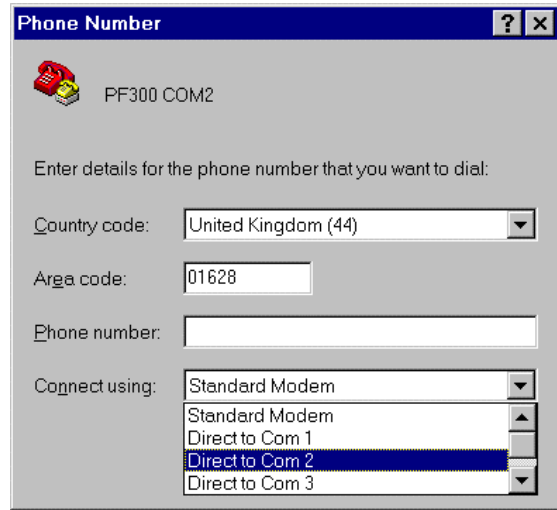 Phone Number
PF300 COM2
Enter details for the phone number that you want to dial:
Country code: United Kingdom (44)
Area code: 01628
Phone number:
Connect using: Standard Modem
Standard Modem
Direct to Com 1
Direct to Com 2
Direct to Com 3